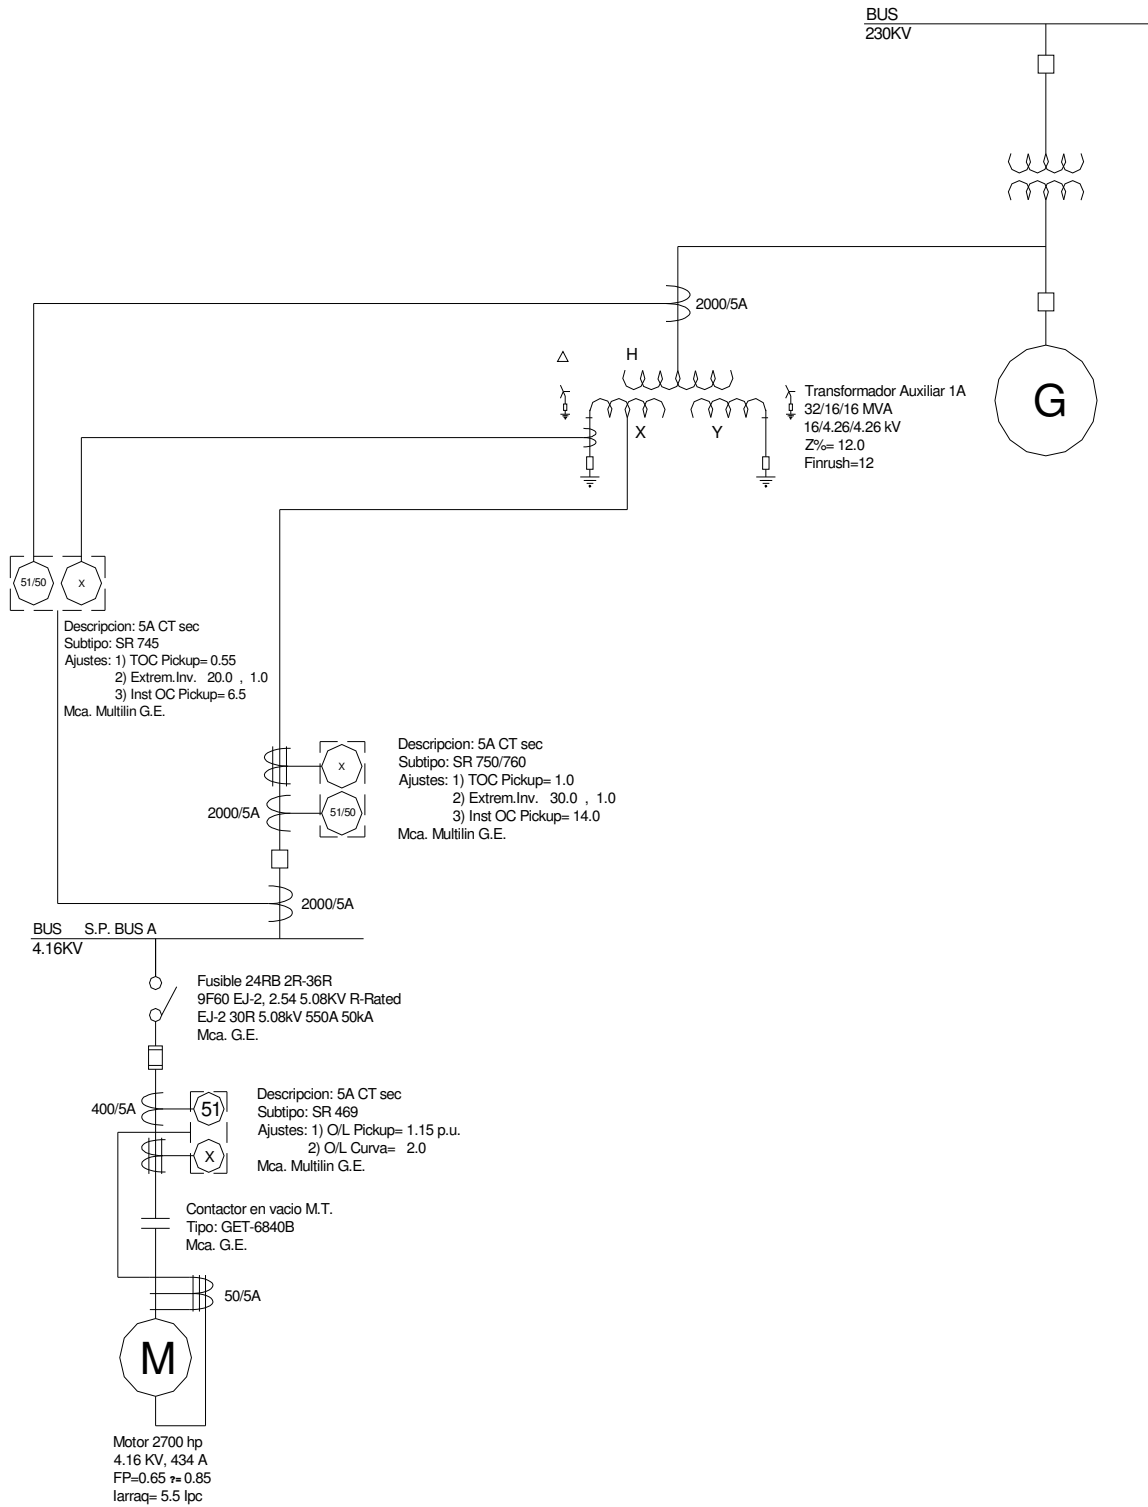 BUS
230KV
2000/5A
H
G
Transformador Auxiliar 1A
32/16/16 MVA
16/4.26/4.26 kV
Z%= 12.0
Finrush=12
X
Y
51/50
X
Descripcion: 5A CT sec
Subtipo: SR 745
Ajustes: 1) TOC Pickup= 0.55
2) Extrem.Inv. 20.0 , 1.0
3) Inst OC Pickup= 6.5
Mca. Multilin G.E.
X
2000/5A
51/50
Descripcion: 5A CT sec
Subtipo: SR 750/760
Ajustes: 1) TOC Pickup= 1.0
2) Extrem.Inv. 30.0 , 1.0
3) Inst OC Pickup= 14.0
Mca. Multilin G.E.
2000/5A
BUS S.P. BUS A
4.16KV
Fusible 24RB 2R-36R
9F60 EJ-2, 2.54 5.08KV R-Rated
EJ-2 30R 5.08kV 550A 50kA
Mca. G.E.
400/5A
51
X
Descripcion: 5A CT sec
Subtipo: SR 469
Ajustes: 1) O/L Pickup= 1.15 p.u.
2) O/L Curva= 2.0
Mca. Multilin G.E.
Contactor en vacio M.T.
Tipo: GET-6840B
Mca. G.E.
50/5A
M
Motor 2700 hp
4.16 KV, 434 A
FP=0.65 ?= 0.85
Iarraq= 5.5 Ipc